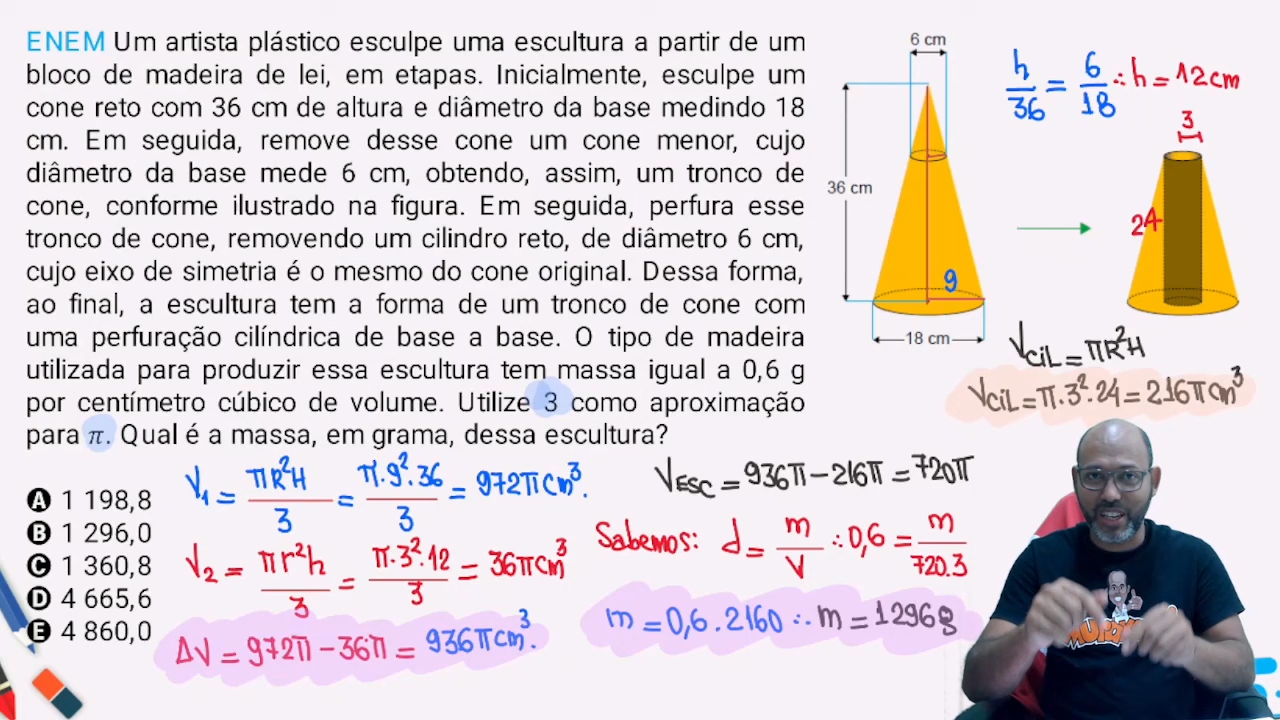 ENEM Um artista plástico esculpe uma escultura a partir de um
bloco de madeira de lei, em etapas. Inicialmente, esculpe um
cone reto com 36 cm de altura e diâmetro da base medindo 18
cm. Em seguida, remove desse cone um cone menor, cujo
diâmetro da base mede 6 cm, obtendo, assim, um tronco de
cone, conforme ilustrado na figura. Em seguida, perfura esse
tronco de cone, removendo um cilindro reto, de diâmetro 6 cm,
cujo eixo de simetria é o mesmo do cone original. Dessa forma,
ao final, a escultura tem a forma de um tronco de cone com
uma perfuração cilíndrica de base a base. O tipo de madeira
utilizada para produzir essa escultura tem massa igual a 0,6 g
por centímetro cúbico de volume. Utilize 3 como aproximação
para π. Qual é a massa, em grama, dessa escultura?
A 1 198,8
B 1 296,0
C 1 360,8
D 4 665,6
E 4 860,0
6 cm
36 cm
9
18 cm
h/36 = 6/18 ∴ h = 12cm
3
24
V_CiL = πR²H
V_CiL = π.3².24 = 216πcm³
V₁ = πR²H/3 = π.9².36/3 = 972πcm³.
V₂ = πr²h/3 = π.3².12/3 = 36πcm³
ΔV = 972π − 36π = 936πcm³.
V_ESC = 936π − 216π = 720π
Sabemos: d = m/V ∴ 0,6 = m/720.3
m = 0,6.2160 ∴ m = 1296g